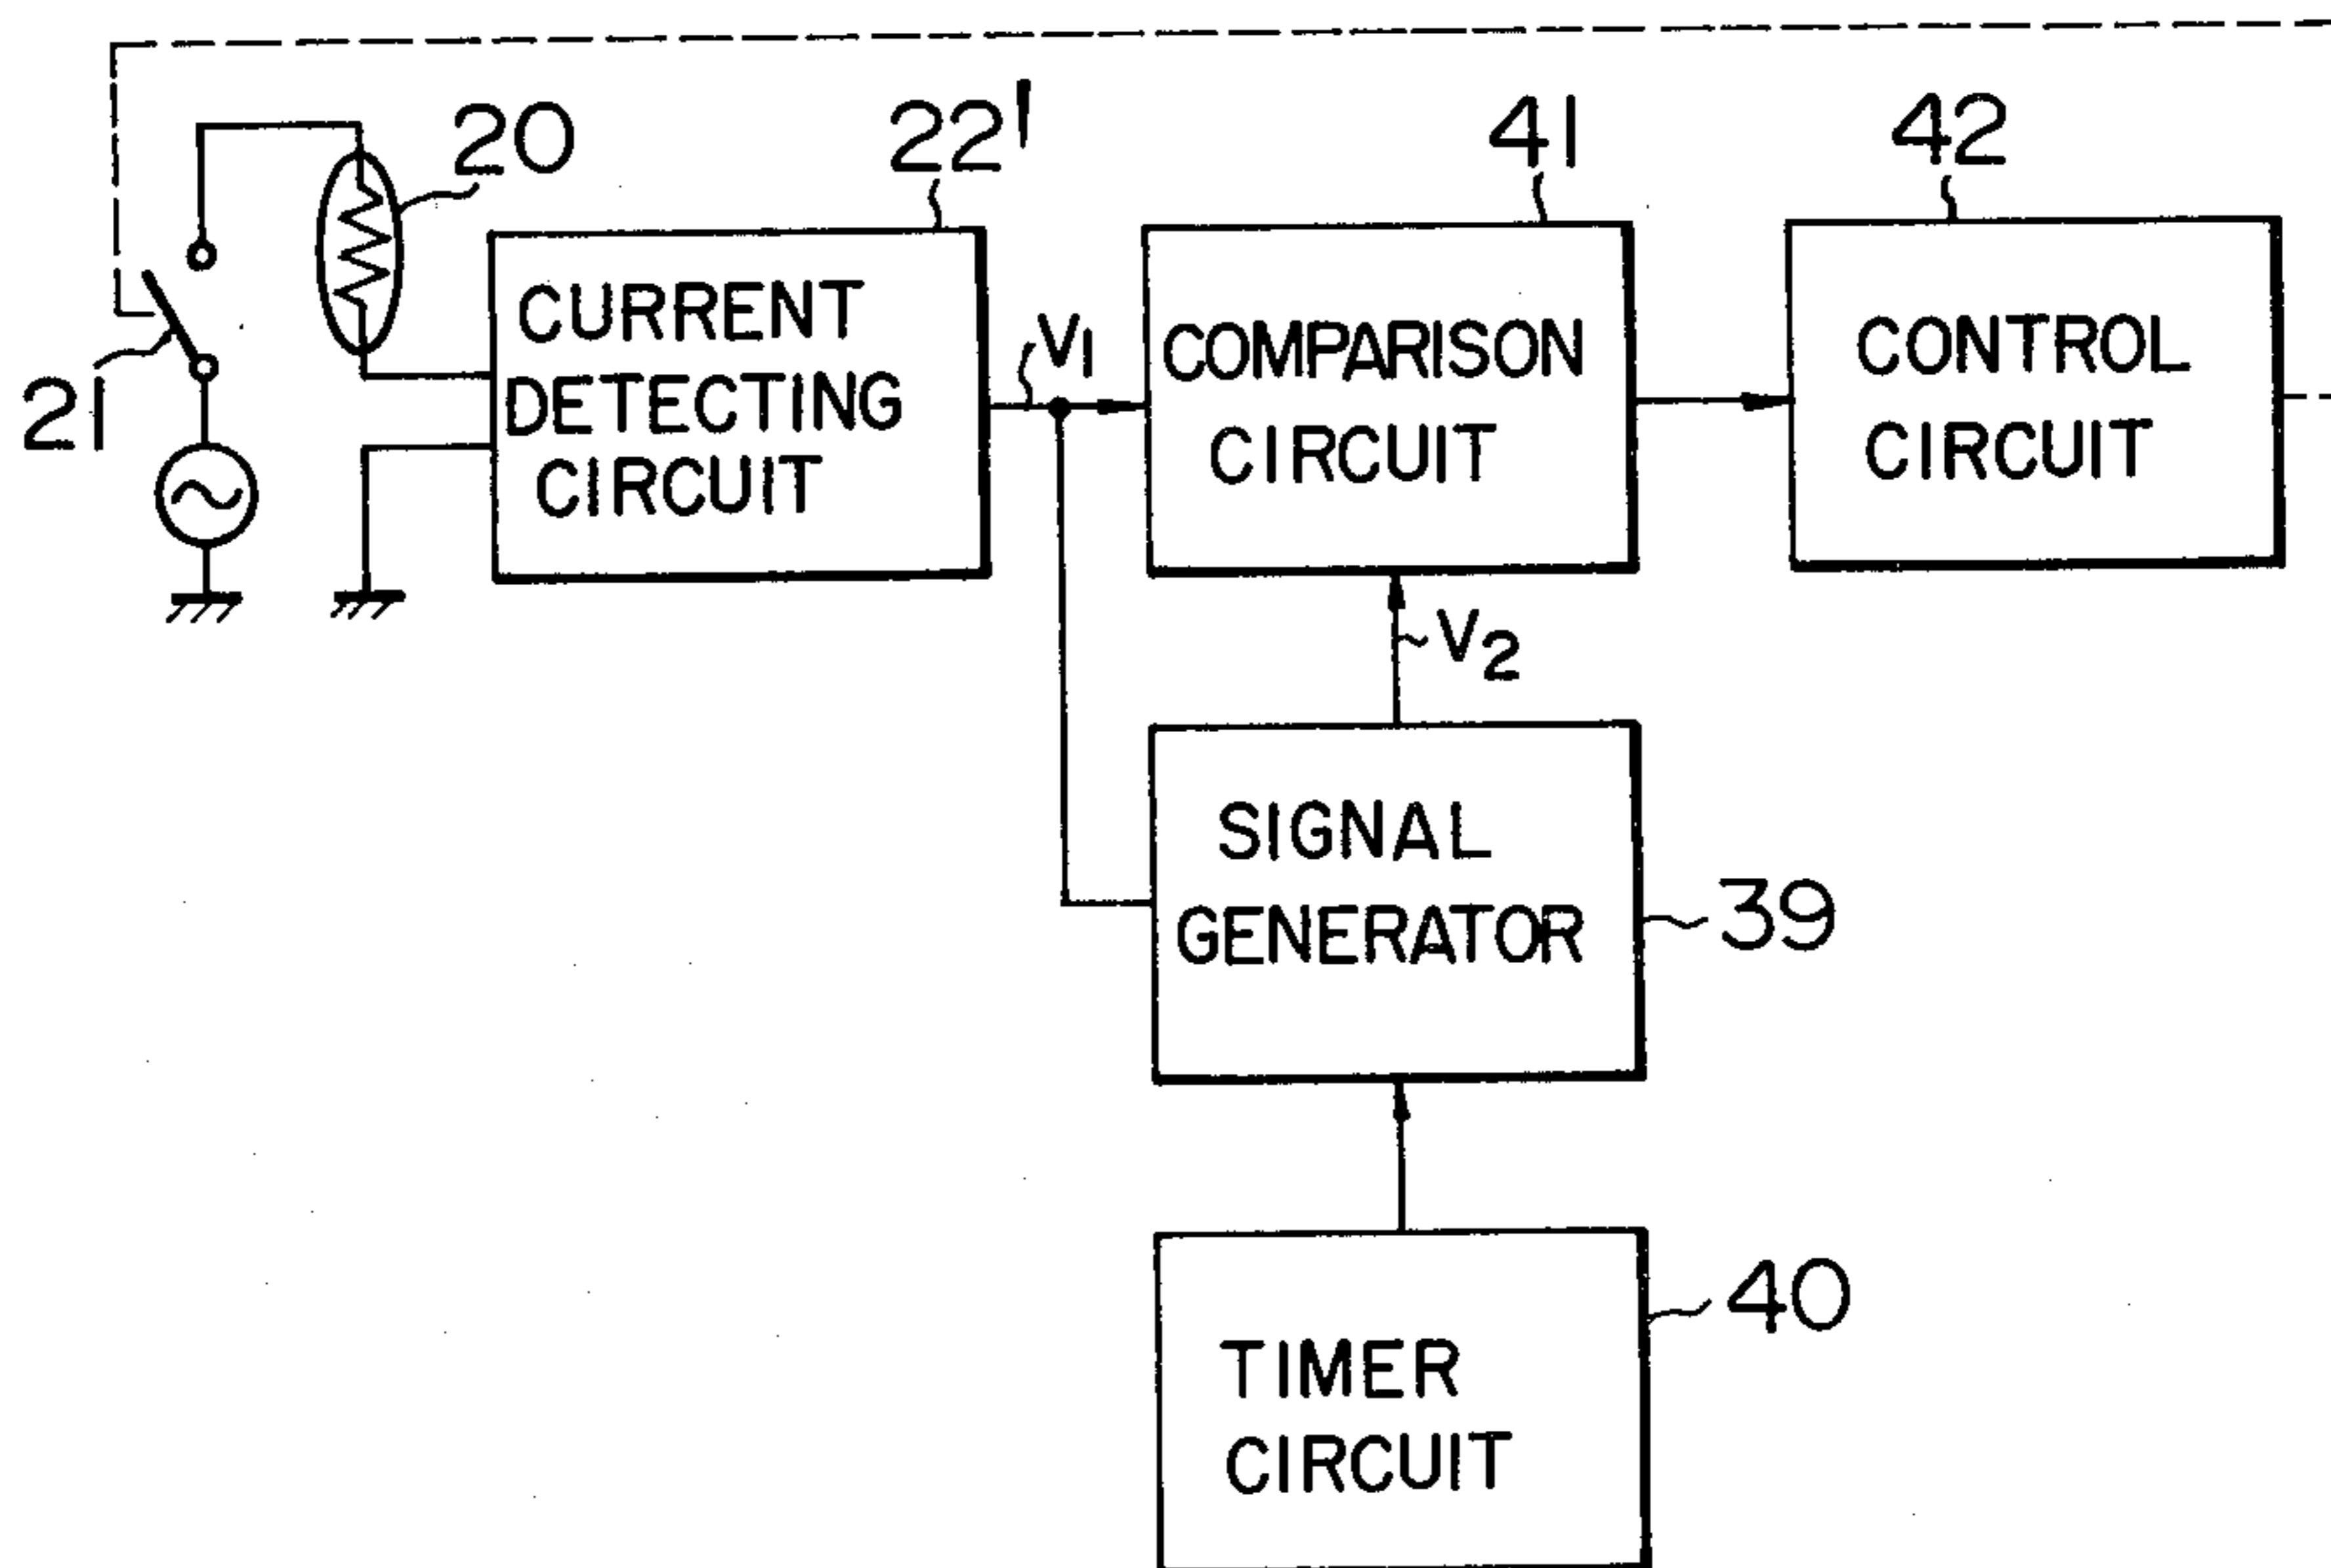 20
22'
41
42
21
CURRENT
DETECTING
CIRCUIT
V1
COMPARISON
CIRCUIT
CONTROL
CIRCUIT
V2
SIGNAL
GENERATOR
39
TIMER
CIRCUIT
40